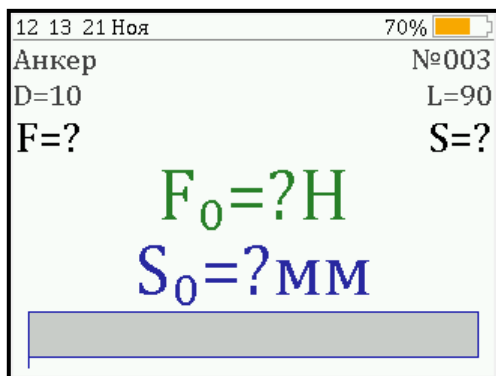 12 13 21 Ноя 70%
Анкер №003
D=10 L=90
F=? S=?
F₀=?Н
S₀=?мм